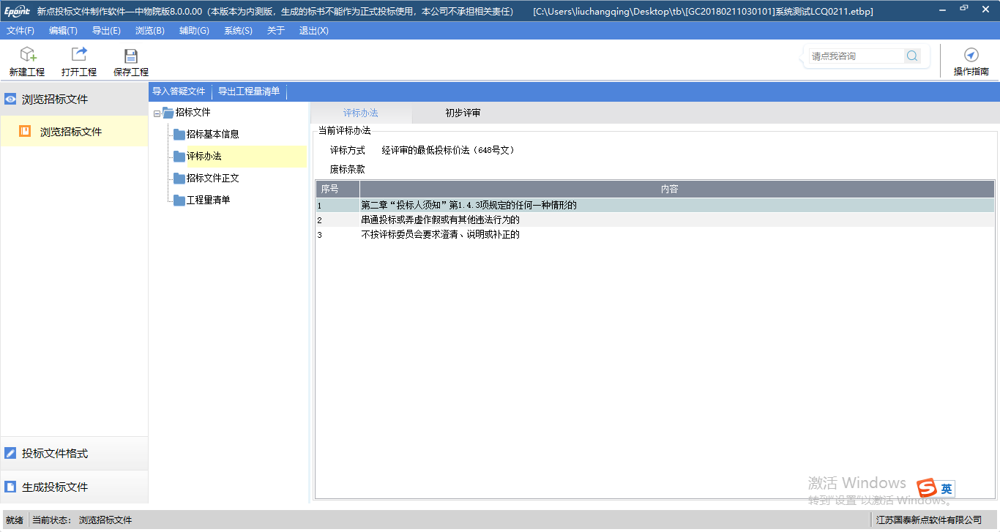 Epoint 新点投标文件制作软件—中物院版8.0.0.00（本版本为内测版，生成的标书不能作为正式投标使用，本公司不承担相关责任） [C:\Users\liuchangqing\Desktop\tb\[GC20180211030101]系统测试LCQ0211.etbp]
文件(F) 编辑(T) 导出(E) 浏览(B) 辅助(G) 系统(S) 关于 退出(X)
请点我咨询
新建工程 打开工程 保存工程 操作指南
浏览招标文件
浏览招标文件
投标文件格式
生成投标文件
导入答疑文件 导出工程量清单
招标文件
招标基本信息
评标办法
招标文件正文
工程量清单
评标办法 初步评审
当前评标办法
评标方式 经评审的最低投标价法（648号文）
废标条款
序号 内容
1 第二章“投标人须知”第1.4.3项规定的任何一种情形的
2 串通投标或弄虚作假或有其他违法行为的
3 不按评标委员会要求澄清、说明或补正的
激活 Windows
转到“设置”以激活 Windows。
S 英
就绪 当前状态： 浏览招标文件 江苏国泰新点软件有限公司